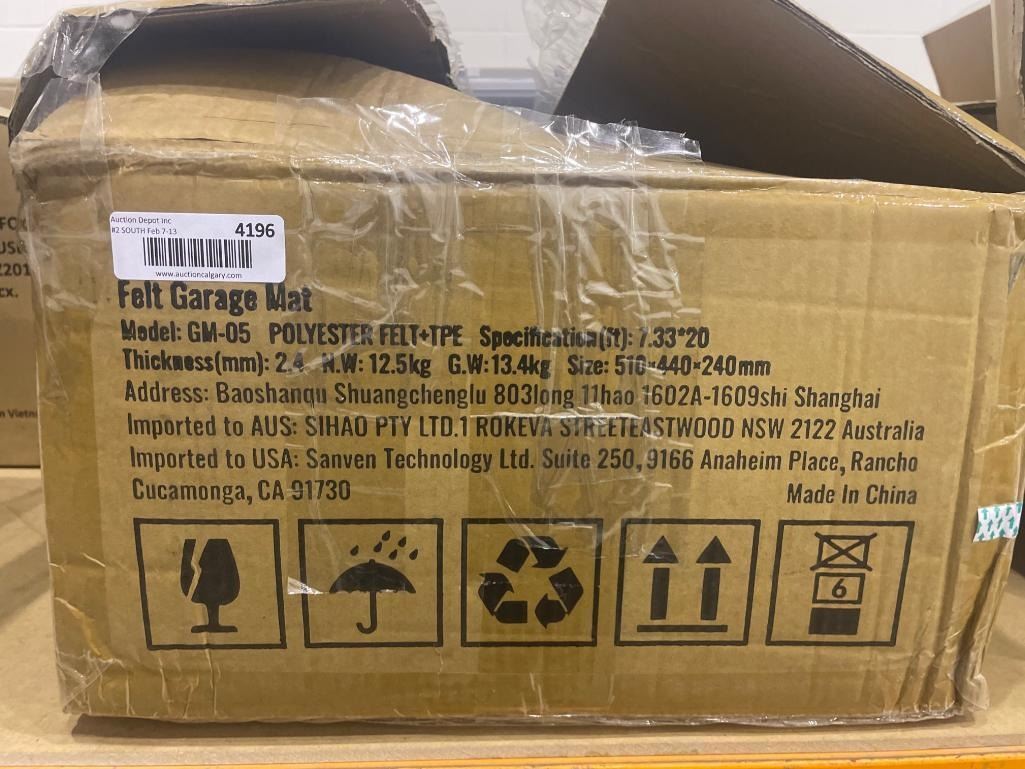 Auction Depot Inc
#2 SOUTH Feb 7-13
4196
www.auctioncalgary.com
Felt Garage Mat
Model: GM-05 POLYESTER FELT+TPE Specification(ft): 7.33*20
Thickness(mm): 2.4 N.W: 12.5kg G.W:13.4kg Size: 510*440*240mm
Address: Baoshanqu Shuangchenglu 803long 11hao 1602A-1609shi Shanghai
Imported to AUS: SIHAO PTY LTD.1 ROKEVA STREETEASTWOOD NSW 2122 Australia
Imported to USA: Sanven Technology Ltd. Suite 250, 9166 Anaheim Place, Rancho
Cucamonga, CA 91730
Made In China
6